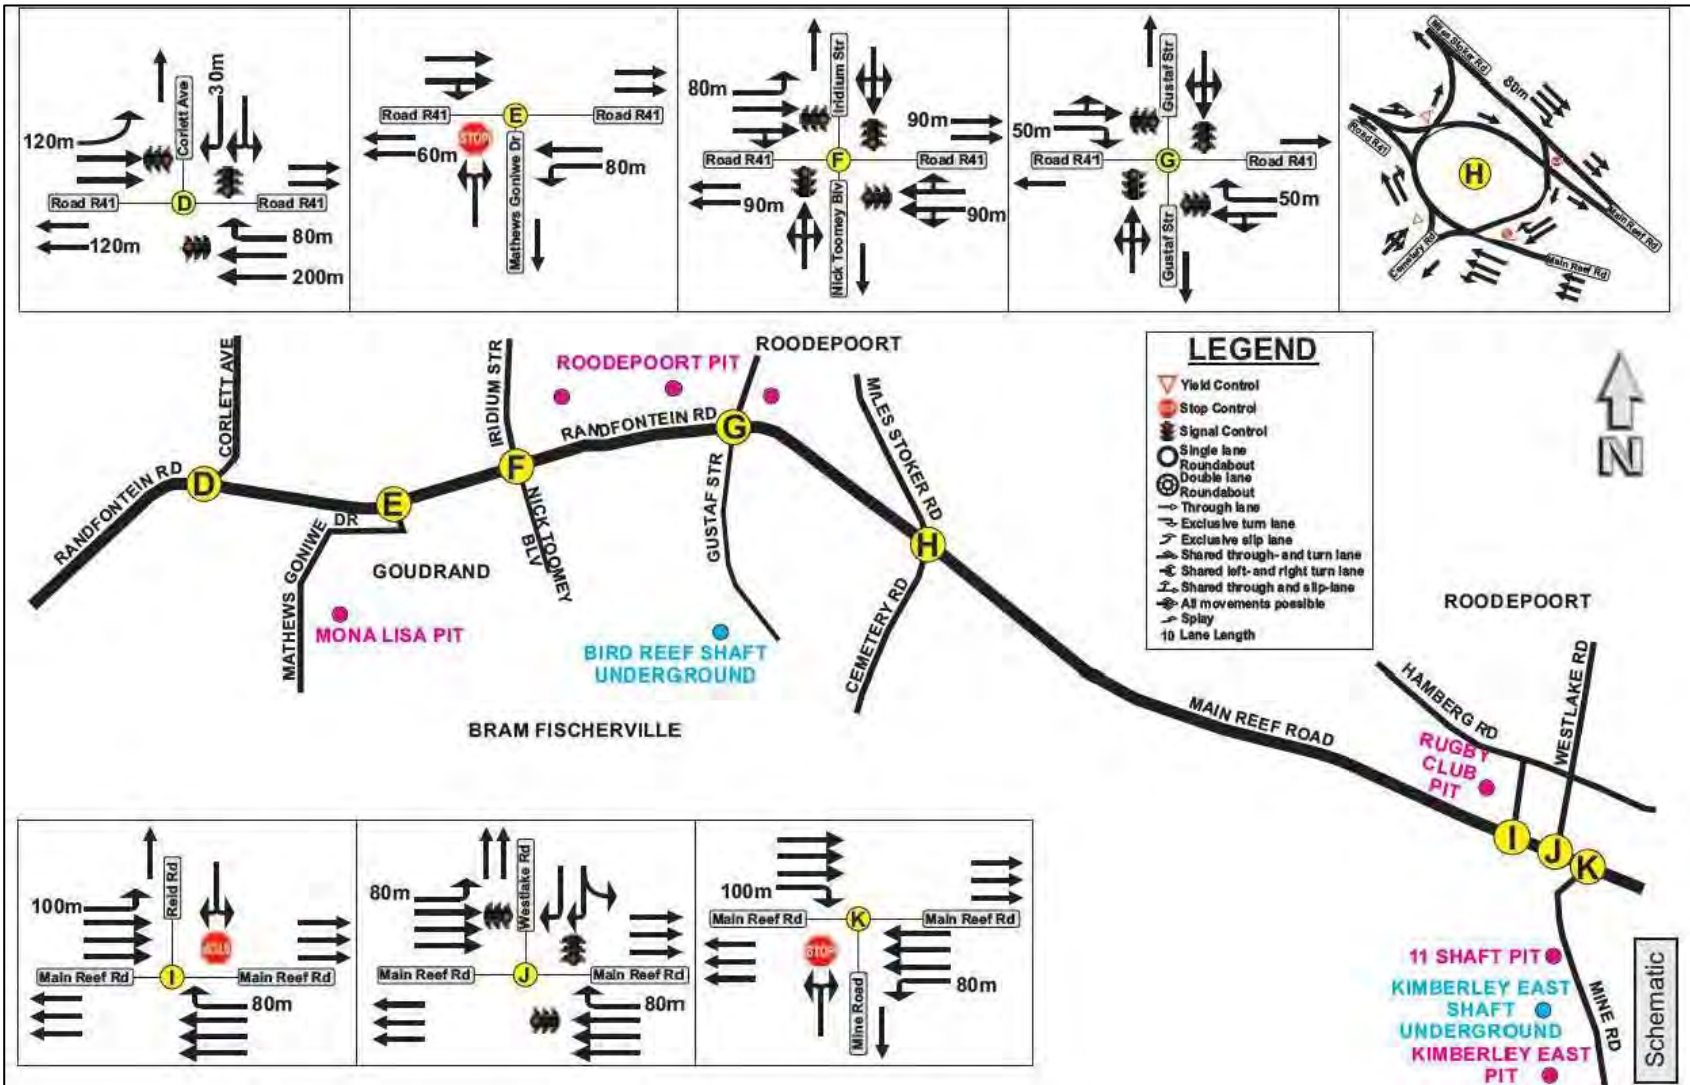 120m
Corlett Ave
30m
Road R41
D
Road R41
120m
80m
200m
Road R41
E
Road R41
STOP
60m
Mathews Goniwe Dr
80m
80m
Iridium Str
90m
Road R41
F
Road R41
90m
Nick Toomey Blv
90m
Gustaf Str
50m
Road R41
G
Road R41
Gustaf Str
50m
Miles Stoker Rd
80m
Road R41
H
Main Reef Rd
Cemetery Rd
Main Reef Rd
LEGEND
Yield Control
Stop Control
Signal Control
Single lane
Roundabout
Double lane
Roundabout
Through lane
Exclusive turn lane
Exclusive slip lane
Shared through- and turn lane
Shared left- and right turn lane
Shared through and slip-lane
All movements possible
Splay
10 Lane Length
N
RANDFONTEIN RD
D
CORLETT AVE
E
MATHEWS GONIWE DR
GOUDRAND
MONA LISA PIT
IRIDIUM STR
F
NICK TOOMEY
BLV
ROODEPOORT PIT
RANDFONTEIN RD
G
ROODEPOORT
GUSTAF STR
BIRD REEF SHAFT
UNDERGROUND
BRAM FISCHERVILLE
MILES STOKER RD
H
CEMETERY RD
MAIN REEF ROAD
ROODEPOORT
HAMBERG RD
WESTLAKE RD
RUGBY
CLUB
PIT
I
J
K
11 SHAFT PIT
KIMBERLEY EAST
SHAFT
UNDERGROUND
KIMBERLEY EAST
PIT
MINE RD
Schematic
100m
Reid Rd
Main Reef Rd
I
Main Reef Rd
80m
80m
Westlake Rd
Main Reef Rd
J
Main Reef Rd
80m
100m
Main Reef Rd
K
Main Reef Rd
STOP
Mine Road
80m